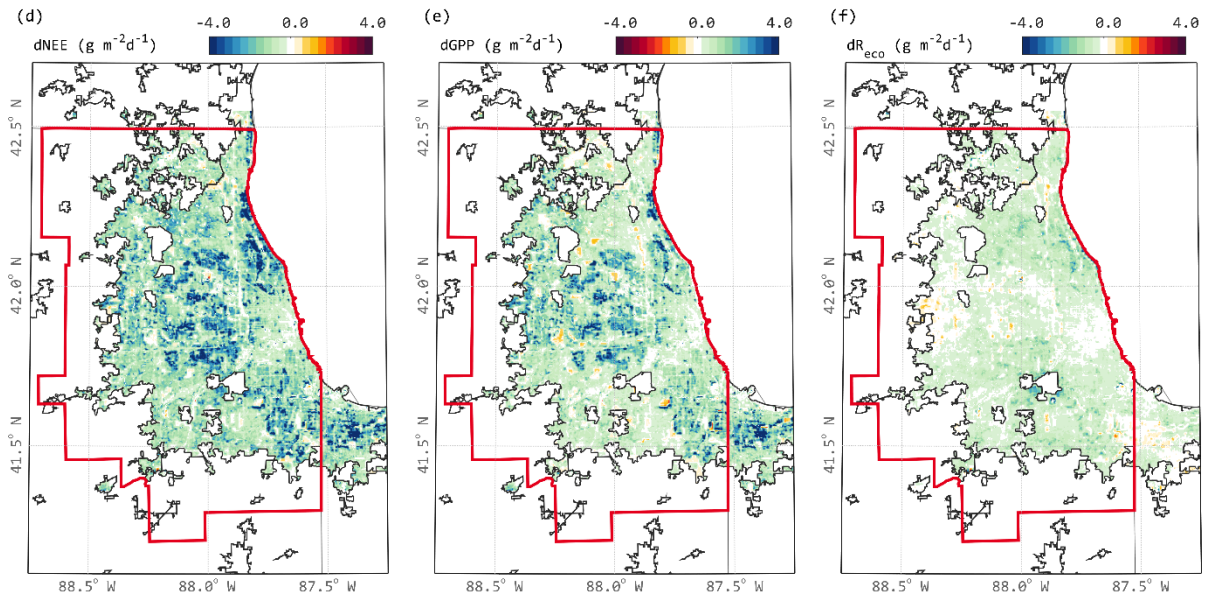 (d)
-4.0 0.0 4.0
dNEE (g m⁻²d⁻¹)
42.5° N
42.0° N
41.5° N
88.5° W 88.0° W 87.5° W
(e)
-4.0 0.0 4.0
dGPP (g m⁻²d⁻¹)
42.5° N
42.0° N
41.5° N
88.5° W 88.0° W 87.5° W
(f)
-4.0 0.0 4.0
dReco (g m⁻²d⁻¹)
42.5° N
42.0° N
41.5° N
88.5° W 88.0° W 87.5° W